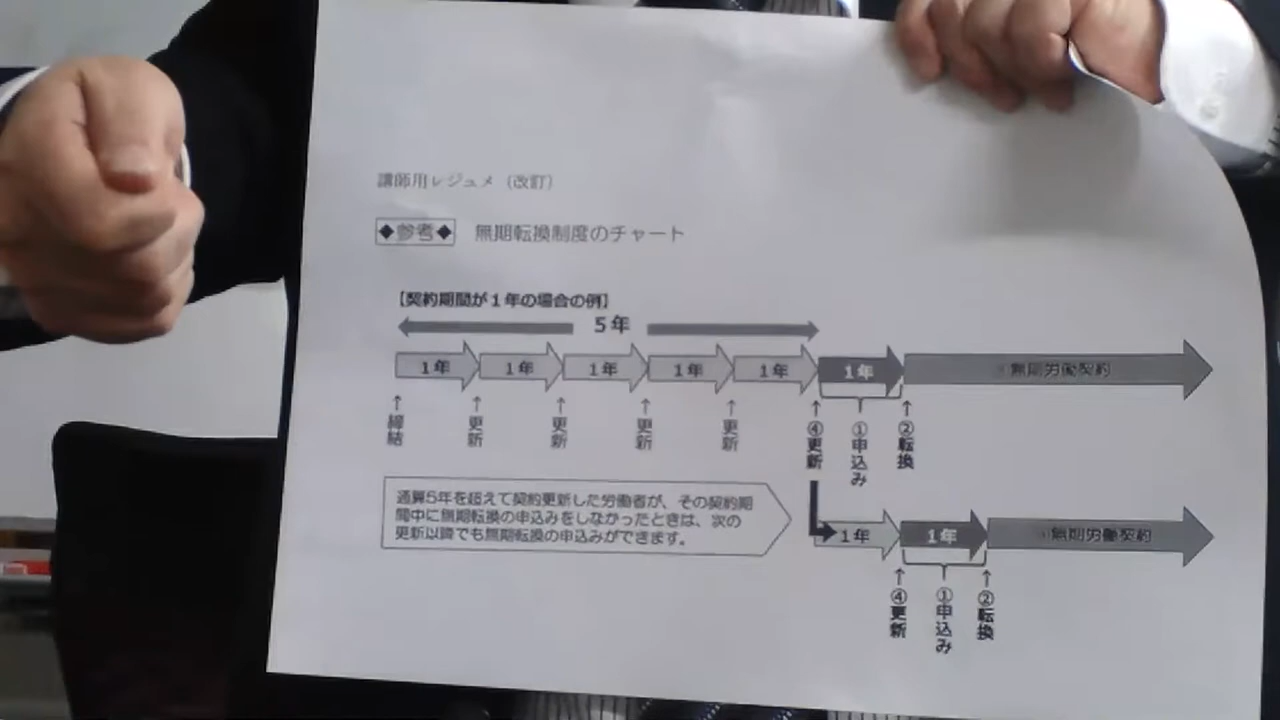 講師用レジュメ（改訂）
◆参考◆ 無期転換制度のチャート
【契約期間が１年の場合の例】
５年
１年 １年 １年 １年 １年 １年 無期労働契約
↑締結 ↑更新 ↑更新 ↑更新 ↑更新 ↑④更新 ①申込み ↑②転換
通算5年を超えて契約更新した労働者が、その契約期
間中に無期転換の申込みをしなかったときは、次の
更新以降でも無期転換の申込みができます。
１年 １年 無期労働契約
↑④更新 ①申込み ↑②転換